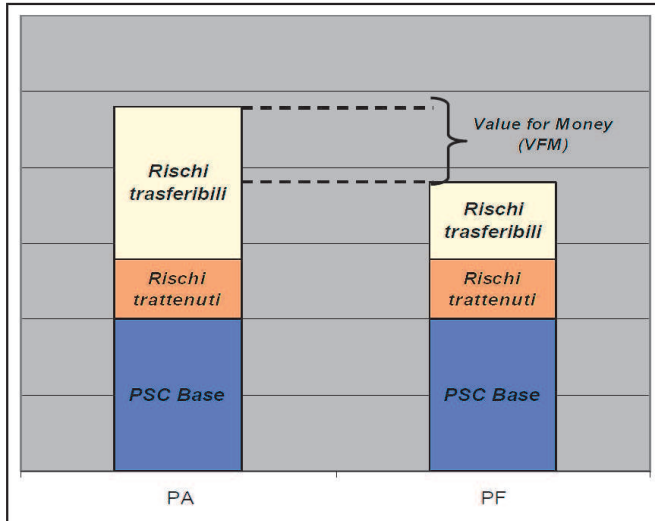 Value for Money
(VFM)
Rischi
trasferibili
Rischi
trasferibili
Rischi
trattenuti
Rischi
trattenuti
PSC Base
PSC Base
PA
PF